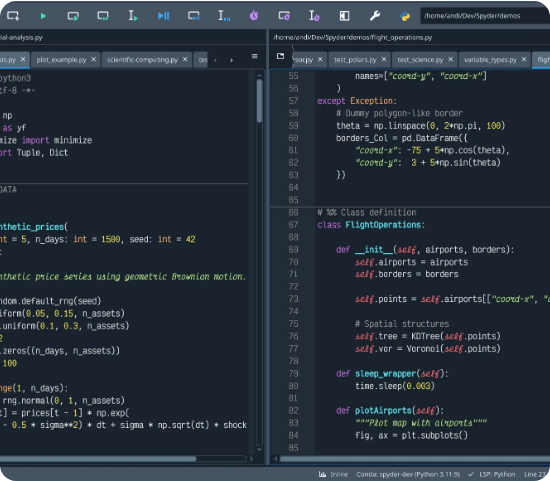 /home/andi/Dev/Spyder/demos
ial-analysis.py
sis.py plot_example.py scientific-computing.py tes
python3
tf-8 -*-
np
as yf
mize import minimize
ort Tuple, Dict
DATA
nthetic_prices(
nt = 5, n_days: int = 1500, seed: int = 42
:
nthetic price series using geometric Brownian motion.
ndom.default_rng(seed)
iform(0.05, 0.15, n_assets)
.uniform(0.1, 0.3, n_assets)
2
.zeros((n_days, n_assets))
100
nge(1, n_days):
rng.normal(0, 1, n_assets)
t] = prices[t - 1] * np.exp(
- 0.5 * sigma**2) * dt + sigma * np.sqrt(dt) * shock
/home/andi/Dev/Spyder/demos/flight_operations.py
sor.py test_polars.py test_science.py variable_types.py flight
55 names=["coord-y", "coord-x"]
56 )
57 except Exception:
58 # Dummy polygon-like border
59 theta = np.linspace(0, 2*np.pi, 100)
60 borders_Col = pd.DataFrame({
61 "coord-x": -75 + 5*np.cos(theta),
62 "coord-y": 3 + 5*np.sin(theta)
63 })
64
65
66 # %% Class definition
67 class FlightOperations:
68
69 def __init__(self, airports, borders):
70 self.airports = airports
71 self.borders = borders
72
73 self.points = self.airports[["coord-x", "c
74
75 # Spatial structures
76 self.tree = KDTree(self.points)
77 self.vor = Voronoi(self.points)
78
79 def sleep_wrapper(self):
80 time.sleep(0.003)
81
82 def plotAirports(self):
83 """Plot map with airports"""
84 fig, ax = plt.subplots()
85
Inline Conda: spyder-dev (Python 3.11.9) LSP: Python Line 23